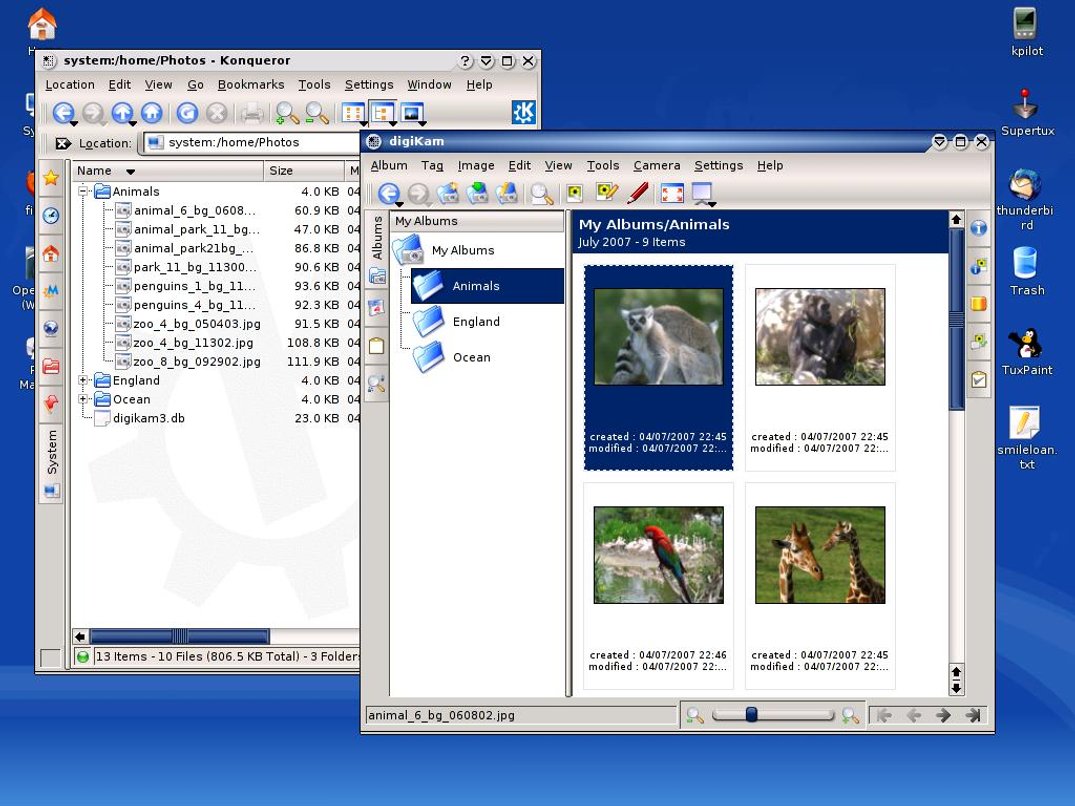 system:/home/Photos - Konqueror
Location Edit View Go Bookmarks Tools Settings Window Help
Location: system:/home/Photos
Name Size
Animals 4.0 KB 04
animal_6_bg_0608... 60.9 KB 04
animal_park_11_bg... 47.0 KB 04
animal_park21bg_... 86.8 KB 04
park_11_bg_11300... 90.6 KB 04
penguins_1_bg_11... 93.6 KB 04
penguins_4_bg_11... 92.3 KB 04
zoo_4_bg_050403.jpg 91.5 KB 04
zoo_4_bg_11302.jpg 108.8 KB 04
zoo_8_bg_092902.jpg 111.9 KB 04
England 4.0 KB 04
Ocean 4.0 KB 04
digikam3.db 23.0 KB 04
System
13 Items - 10 Files (806.5 KB Total) - 3 Folders
digiKam
Album Tag Image Edit View Tools Camera Settings Help
Albums
My Albums
My Albums
Animals
England
Ocean
My Albums/Animals
July 2007 - 9 Items
created : 04/07/2007 22:45
modified : 04/07/2007 22:...
created : 04/07/2007 22:45
modified : 04/07/2007 22:...
created : 04/07/2007 22:46
modified : 04/07/2007 22:...
created : 04/07/2007 22:45
modified : 04/07/2007 22:...
animal_6_bg_060802.jpg
kpilot
Supertux
thunderbi
rd
Trash
TuxPaint
smileloan.
txt